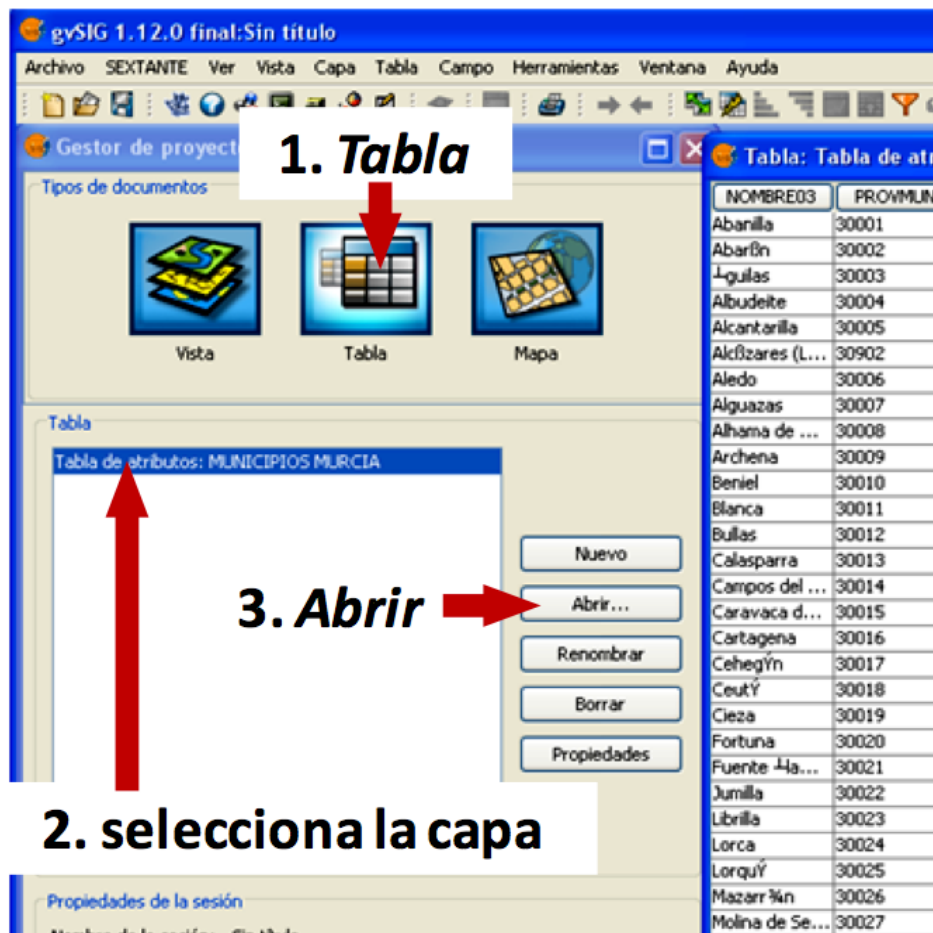 gvSIG 1.12.0 final:Sin título
Archivo SEXTANTE Ver Vista Capa Tabla Campo Herramientas Ventana Ayuda
Gestor de proyect
1. Tabla
Tabla: Tabla de atr
Tipos de documentos
Vista Tabla Mapa
Tabla
Tabla de atributos: MUNICIPIOS MURCIA
Nuevo
3. Abrir
Abrir...
Renombrar
Borrar
Propiedades
2. selecciona la capa
Propiedades de la sesión
NOMBRE03 PROVMUN
Abanilla 30001
Abarßn 30002
┴guilas 30003
Albudeite 30004
Alcantarilla 30005
Alcßzares (L... 30902
Aledo 30006
Alguazas 30007
Alhama de ... 30008
Archena 30009
Beniel 30010
Blanca 30011
Bullas 30012
Calasparra 30013
Campos del ... 30014
Caravaca d... 30015
Cartagena 30016
CehegÝn 30017
CeutÝ 30018
Cieza 30019
Fortuna 30020
Fuente ┴la... 30021
Jumilla 30022
Librilla 30023
Lorca 30024
LorquÝ 30025
Mazarr¾n 30026
Molina de Se... 30027